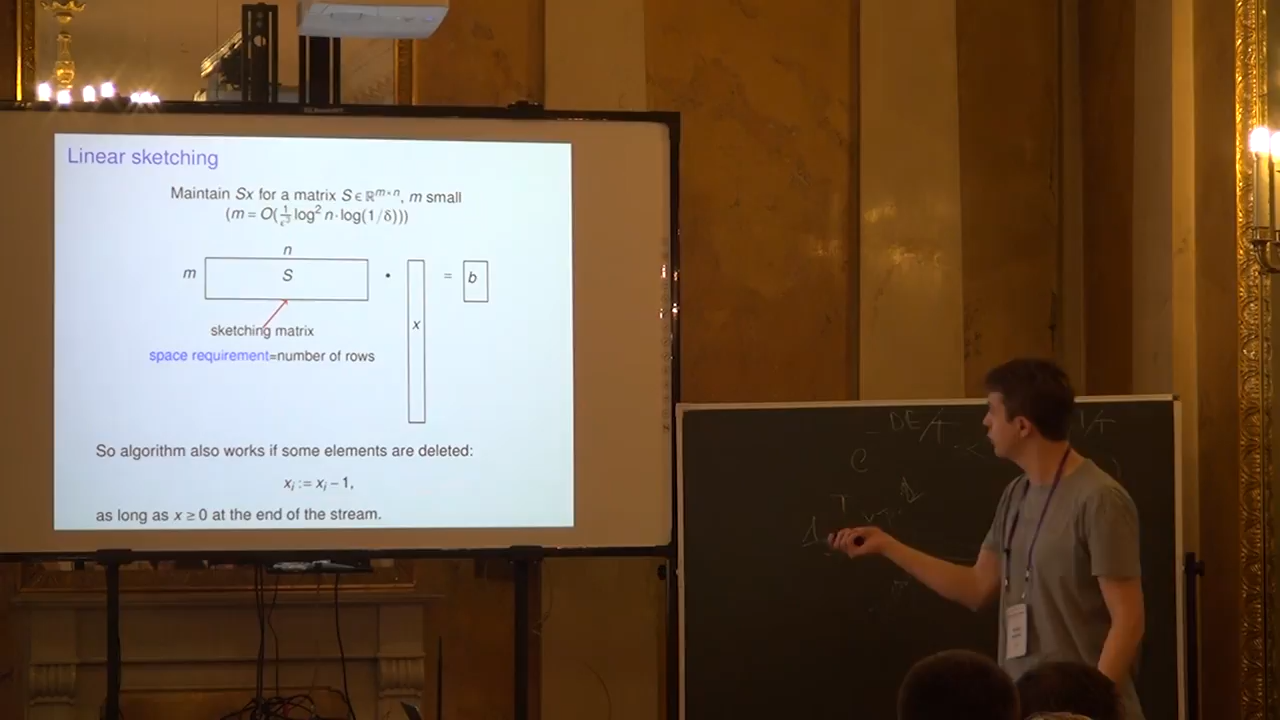 Linear sketching
Maintain Sx for a matrix S ∈ ℝ^{m×n}, m small
(m = O(\frac{1}{ϵ^2} log² n · log(1/δ)))
n
m
S
•
x
=
b
sketching matrix
space requirement=number of rows
So algorithm also works if some elements are deleted:
x_i := x_i − 1,
as long as x ≥ 0 at the end of the stream.